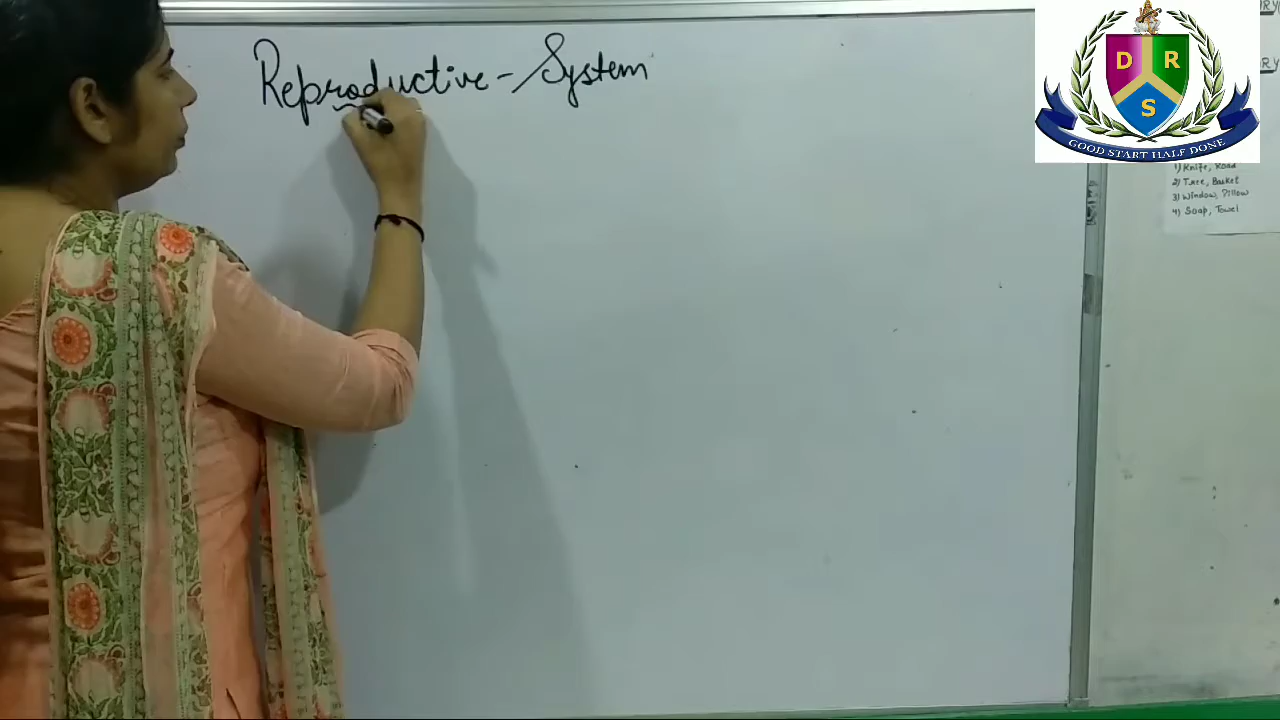 Reproductive - System
D R
S
GOOD START HALF DONE
1) Knife, Road
2) Tree, Basket
3) Window, Pillow
4) Soap, Towel